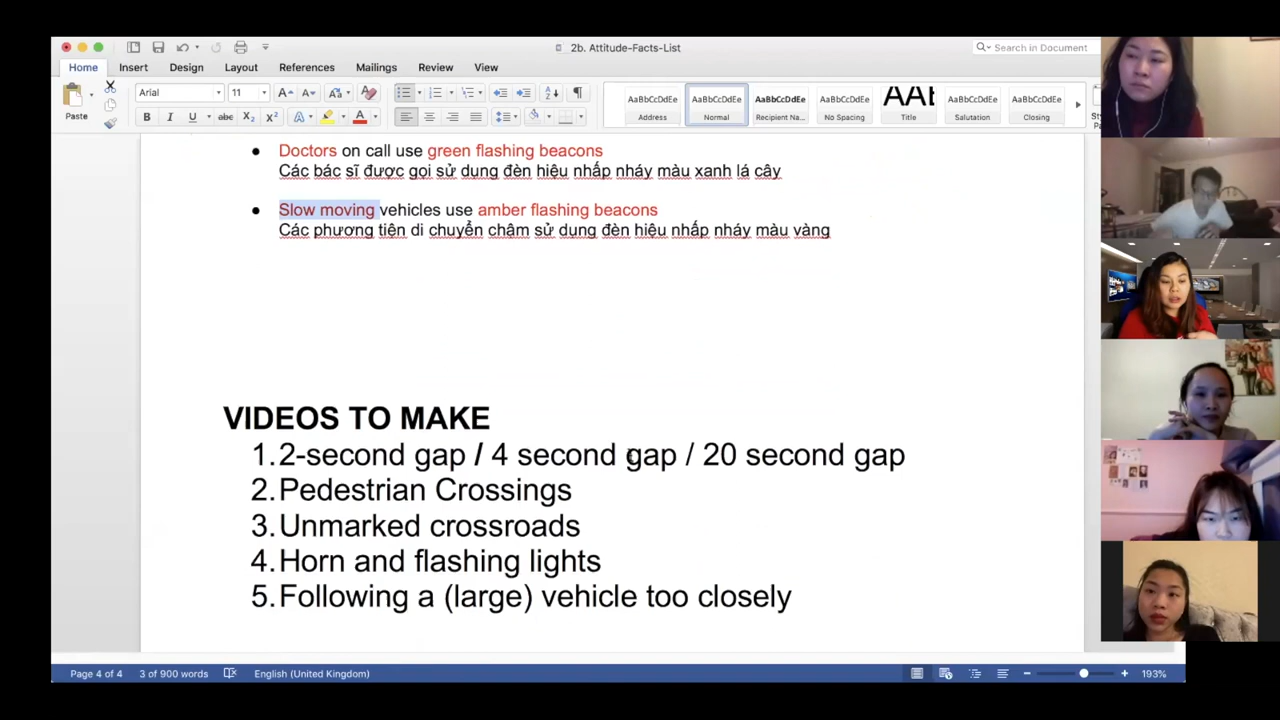 2b. Attitude-Facts-List
Search in Document
Home Insert Design Layout References Mailings Review View
Paste
Arial 11
AaBbCcDdEe AaBbCcDdEe AaBbCcDdEe AaBbCcDdEe AaBbCcDdEe AaBbCcDdEe
Address Normal Recipient Na... No Spacing Title Salutation Closing
• Doctors on call use green flashing beacons
Các bác sĩ được gọi sử dụng đèn hiệu nhấp nháy màu xanh lá cây
• Slow moving vehicles use amber flashing beacons
Các phương tiện di chuyển chậm sử dụng đèn hiệu nhấp nháy màu vàng
VIDEOS TO MAKE
1. 2-second gap / 4 second gap / 20 second gap
2. Pedestrian Crossings
3. Unmarked crossroads
4. Horn and flashing lights
5. Following a (large) vehicle too closely
Page 4 of 4 3 of 900 words English (United Kingdom) 193%